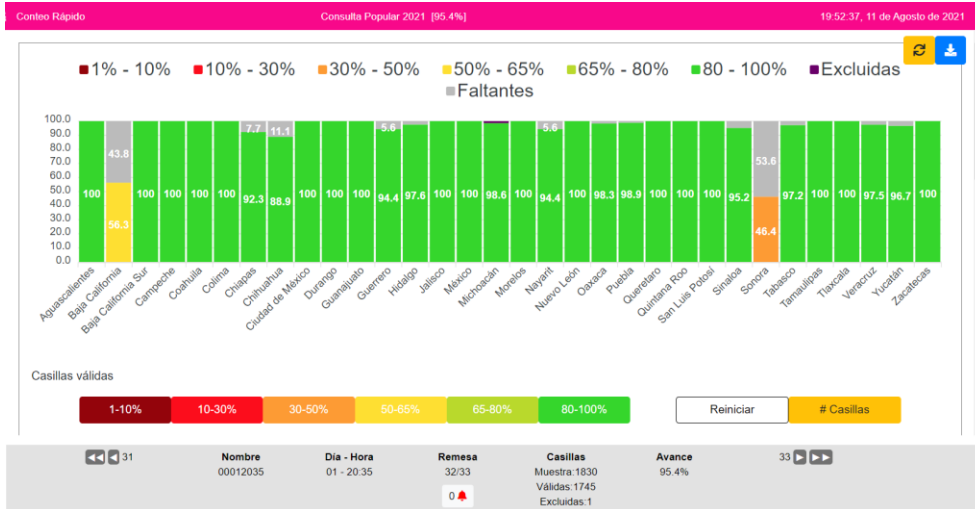 Conteo Rápido Consulta Popular 2021 [95.4%] 19:52:37, 11 de Agosto de 2021
1% - 10% 10% - 30% 30% - 50% 50% - 65% 65% - 80% 80 - 100% Excluidas
Faltantes
100.0
90.0
80.0
70.0
60.0
50.0
40.0
30.0
20.0
10.0
0.0
7.7 11.1 5.6 5.6
43.8 53.6
100 56.3 100 100 100 100 92.3 88.9 100 100 100 94.4 97.6 100 100 98.6 100 94.4 100 98.3 98.9 100 100 100 95.2 46.4 97.2 100 100 97.5 96.7 100
Aguascalientes
Baja California
Baja California Sur
Campeche
Coahuila
Colima
Chiapas
Chihuahua
Ciudad de México
Durango
Guanajuato
Guerrero
Hidalgo
Jalisco
México
Michoacán
Morelos
Nayarit
Nuevo León
Oaxaca
Puebla
Queretaro
Quintana Roo
San Luis Potosí
Sinaloa
Sonora
Tabasco
Tamaulipas
Tlaxcala
Veracruz
Yucatán
Zacatecas
Casillas válidas
1-10% 10-30% 30-50% 50-65% 65-80% 80-100% Reiniciar # Casillas
31 Nombre Día - Hora Remesa Casillas Avance 33
00012035 01 - 20:35 32/33 Muestra:1830 95.4%
Válidas:1745
0 Excluidas:1